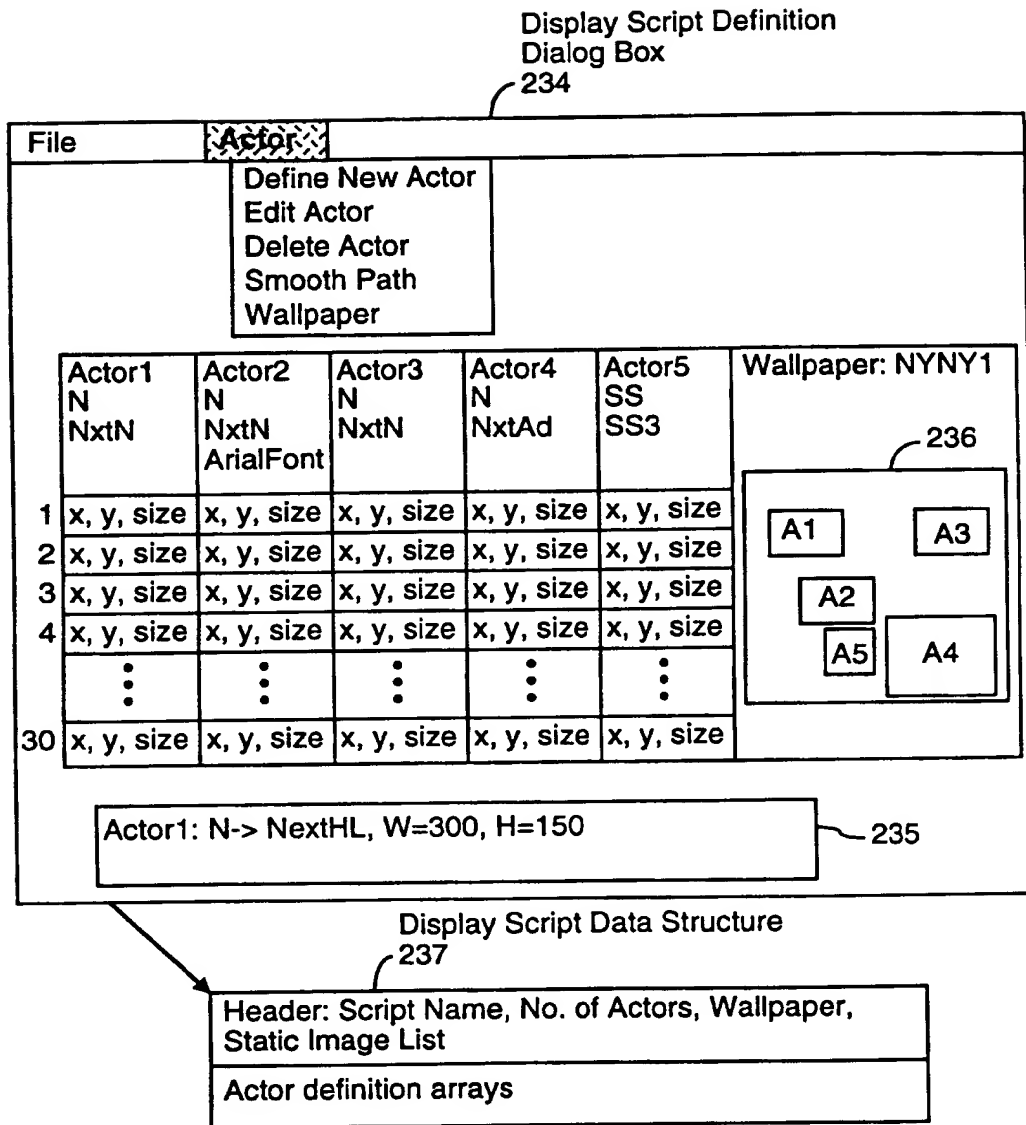 Display Script Definition
Dialog Box
234
File Actor
Define New Actor
Edit Actor
Delete Actor
Smooth Path
Wallpaper
Actor1 Actor2 Actor3 Actor4 Actor5 Wallpaper: NYNY1
N N N N SS
NxtN NxtN NxtN NxtAd SS3
ArialFont
236
1 x, y, size x, y, size x, y, size x, y, size x, y, size
2 x, y, size x, y, size x, y, size x, y, size x, y, size
3 x, y, size x, y, size x, y, size x, y, size x, y, size
4 x, y, size x, y, size x, y, size x, y, size x, y, size
30 x, y, size x, y, size x, y, size x, y, size x, y, size
A1 A3
A2
A5 A4
Actor1: N-> NextHL, W=300, H=150
235
Display Script Data Structure
237
Header: Script Name, No. of Actors, Wallpaper,
Static Image List
Actor definition arrays